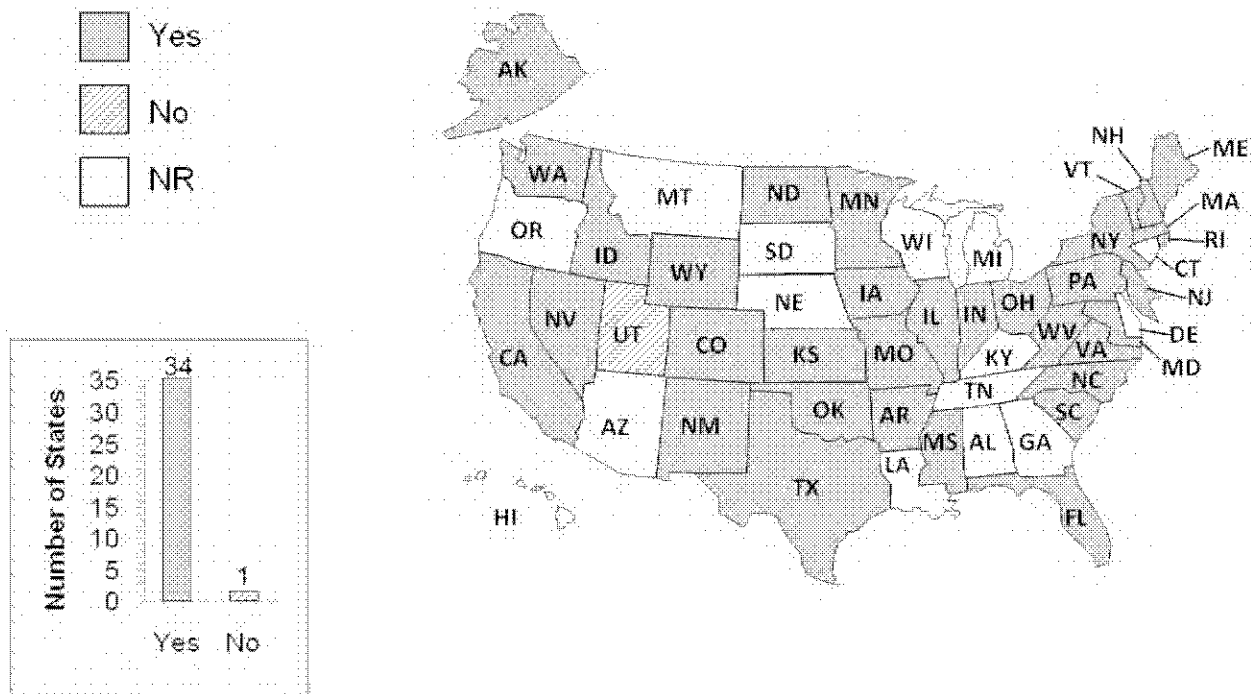 Yes
No
NR
AK
WA
MT
ND
MN
NH
ME
VT
MA
OR
ID
SD
WI
MI
NY
RI
WY
CT
IA
PA
NJ
NE
NV
UT
CO
IL
IN
OH
WV
DE
CA
KS
MO
KY
VA
MD
TN
NC
AZ
NM
OK
AR
SC
MS
AL
GA
LA
TX
HI
FL
34
35
30
25
20
15
10
5
0
1
Number of States
Yes No